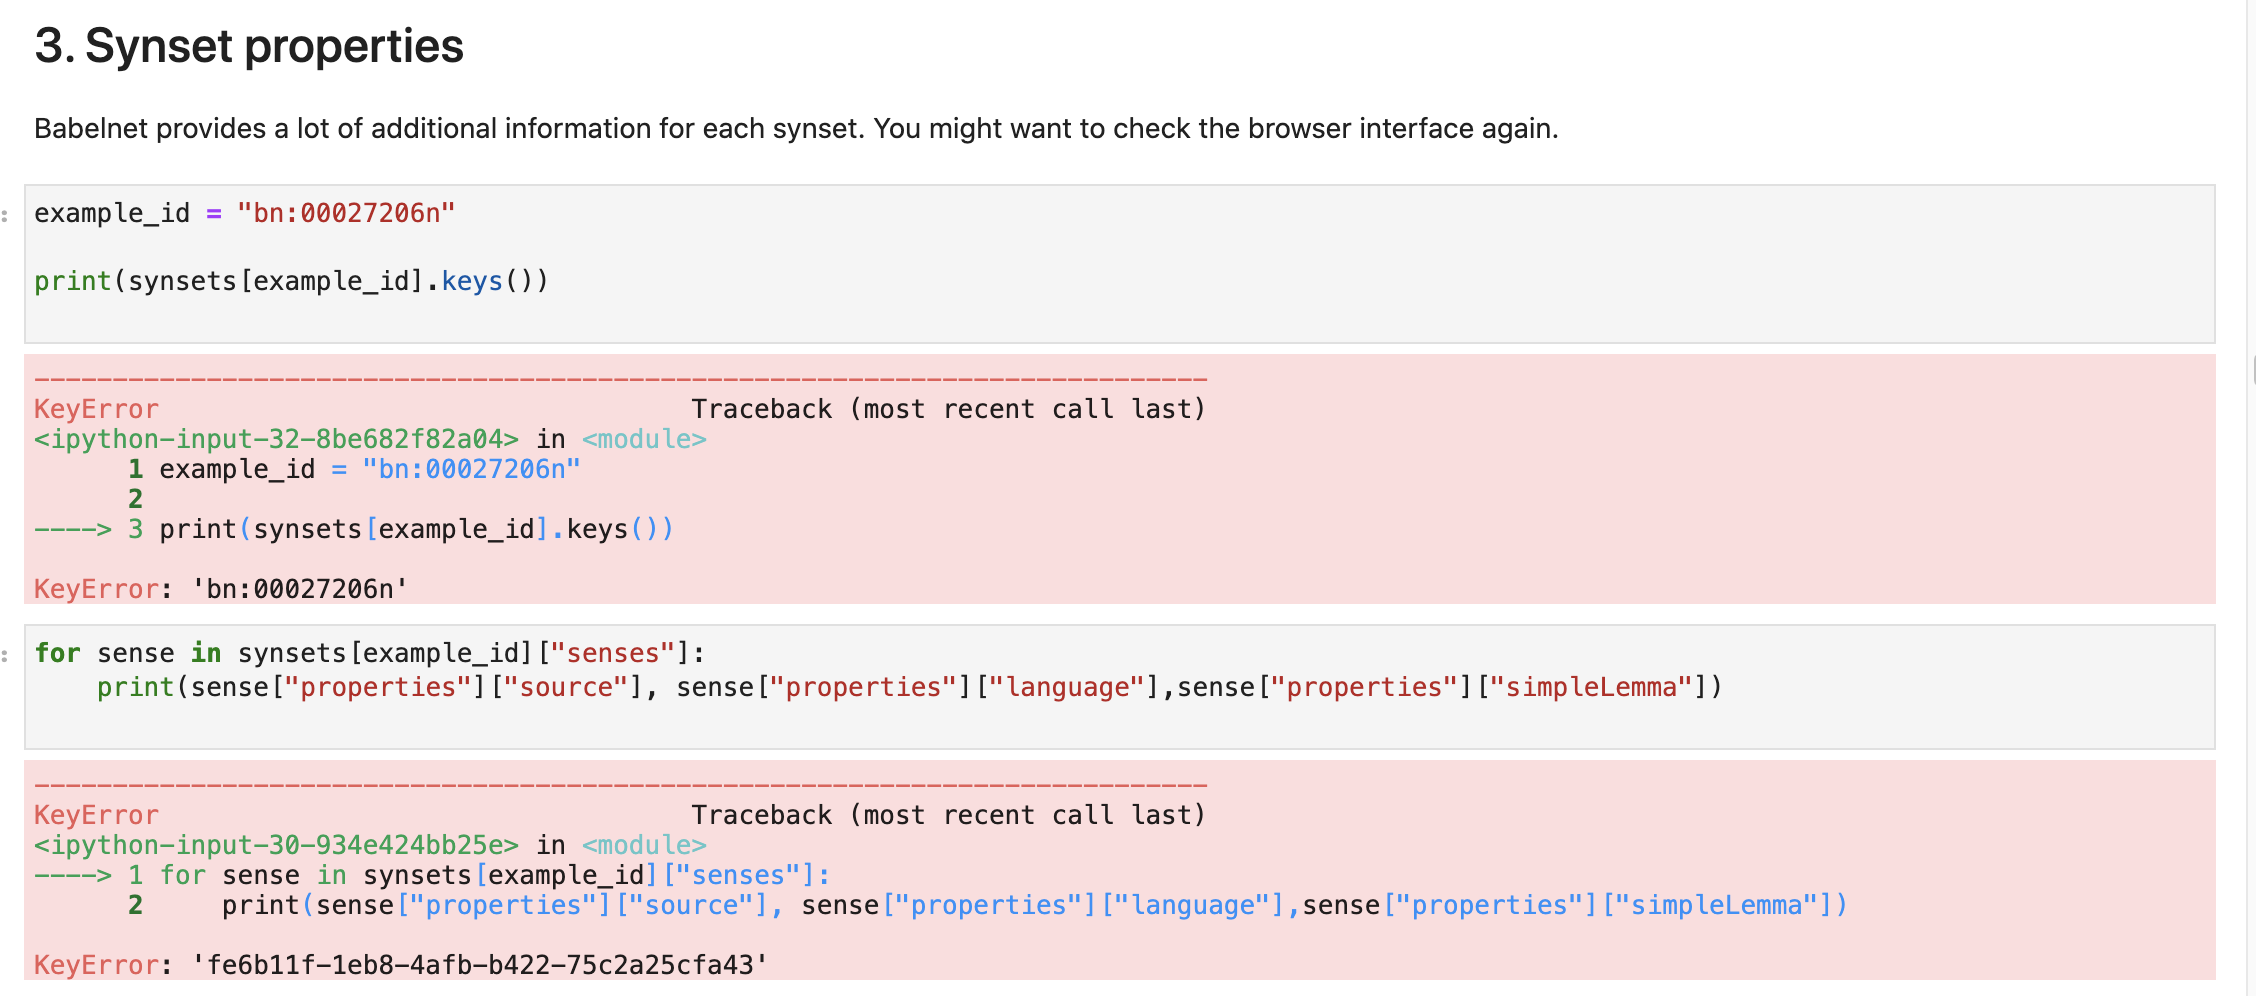 3. Synset properties
Babelnet provides a lot of additional information for each synset. You might want to check the browser interface again.
example_id = "bn:00027206n"
print(synsets[example_id].keys())
---------------------------------------------------------------------------
KeyError                                  Traceback (most recent call last)
<ipython-input-32-8be682f82a04> in <module>
      1 example_id = "bn:00027206n"
      2
----> 3 print(synsets[example_id].keys())
KeyError: 'bn:00027206n'
for sense in synsets[example_id]["senses"]:
    print(sense["properties"]["source"], sense["properties"]["language"],sense["properties"]["simpleLemma"])
---------------------------------------------------------------------------
KeyError                                  Traceback (most recent call last)
<ipython-input-30-934e424bb25e> in <module>
----> 1 for sense in synsets[example_id]["senses"]:
      2     print(sense["properties"]["source"], sense["properties"]["language"],sense["properties"]["simpleLemma"])
KeyError: 'fe6b11f-1eb8-4afb-b422-75c2a25cfa43'